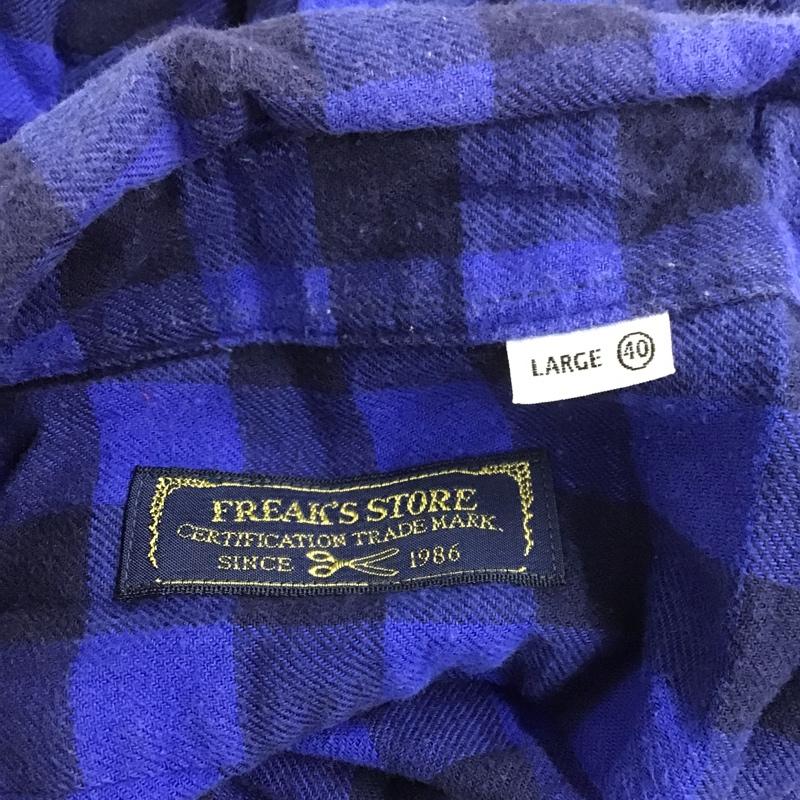 LARGE 40
FREAK'S STORE
CERTIFICATION TRADE MARK.
SINCE 1986